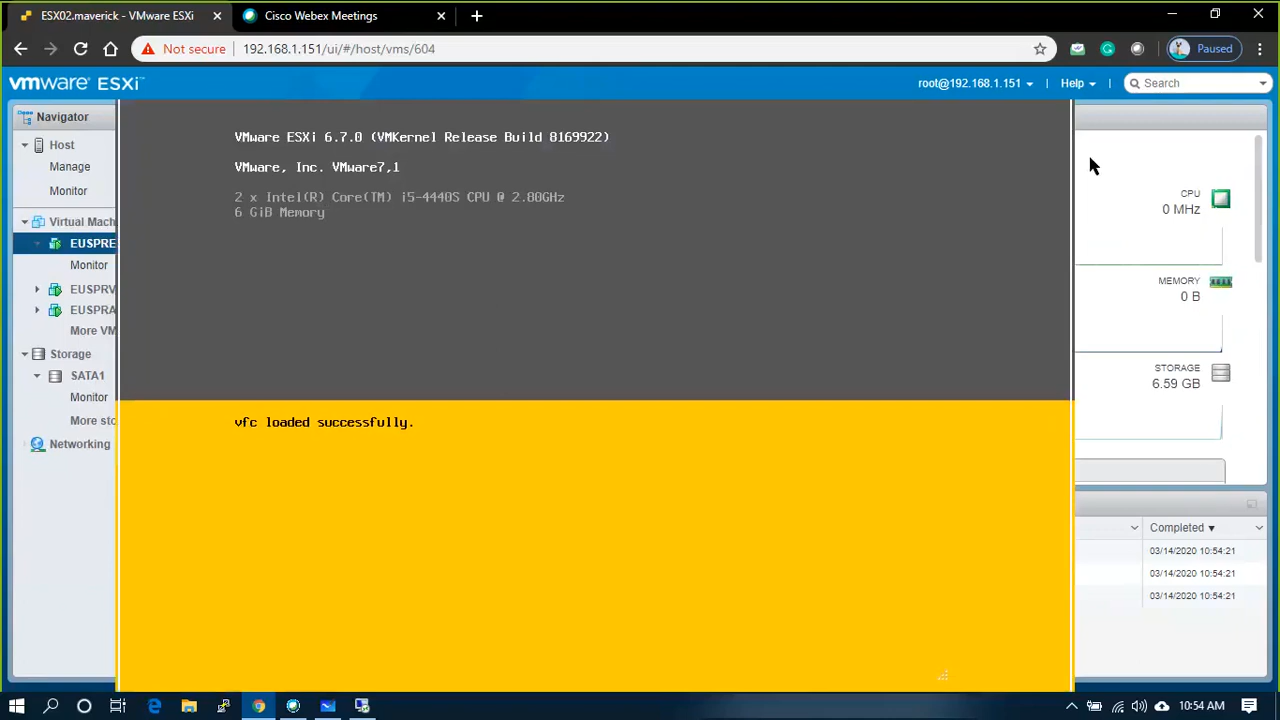 ESX02.maverick - VMware ESXi
Cisco Webex Meetings
Not secure
192.168.1.151/ui/#/host/vms/604
Paused
vmware ESXi
root@192.168.1.151
Help
Search
Navigator
Host
Manage
Monitor
Virtual Mach
EUSPRE
Monitor
EUSPRV
EUSPRA
More VM
Storage
SATA1
Monitor
More sto
Networking
VMware ESXi 6.7.0 (VMKernel Release Build 8169922)
VMware, Inc. VMware7,1
2 x Intel(R) Core(TM) i5-4440S CPU @ 2.80GHz
6 GiB Memory
vfc loaded successfully.
CPU
0 MHz
MEMORY
0 B
STORAGE
6.59 GB
Completed
03/14/2020 10:54:21
03/14/2020 10:54:21
03/14/2020 10:54:21
10:54 AM